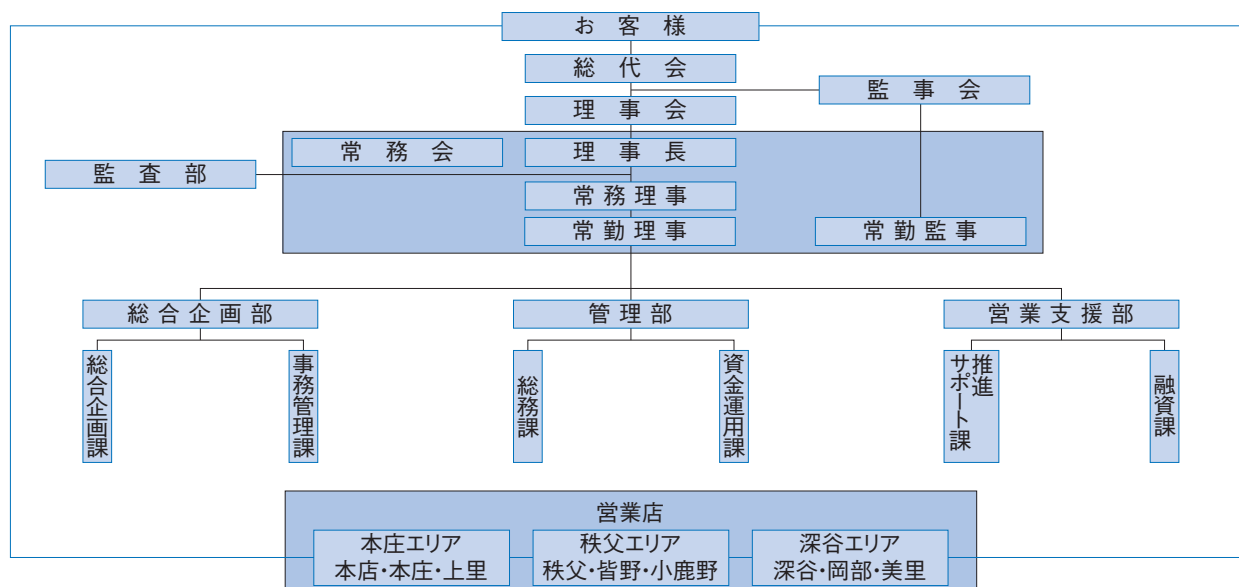 お客様
総代会
監事会
理事会
常務会
理事長
監査部
常務理事
常勤理事
常勤監事
総合企画部
管理部
営業支援部
総合企画課
事務管理課
総務課
資金運用課
推進
サポート課
融資課
営業店
本庄エリア
本店・本庄・上里
秩父エリア
秩父・皆野・小鹿野
深谷エリア
深谷・岡部・美里